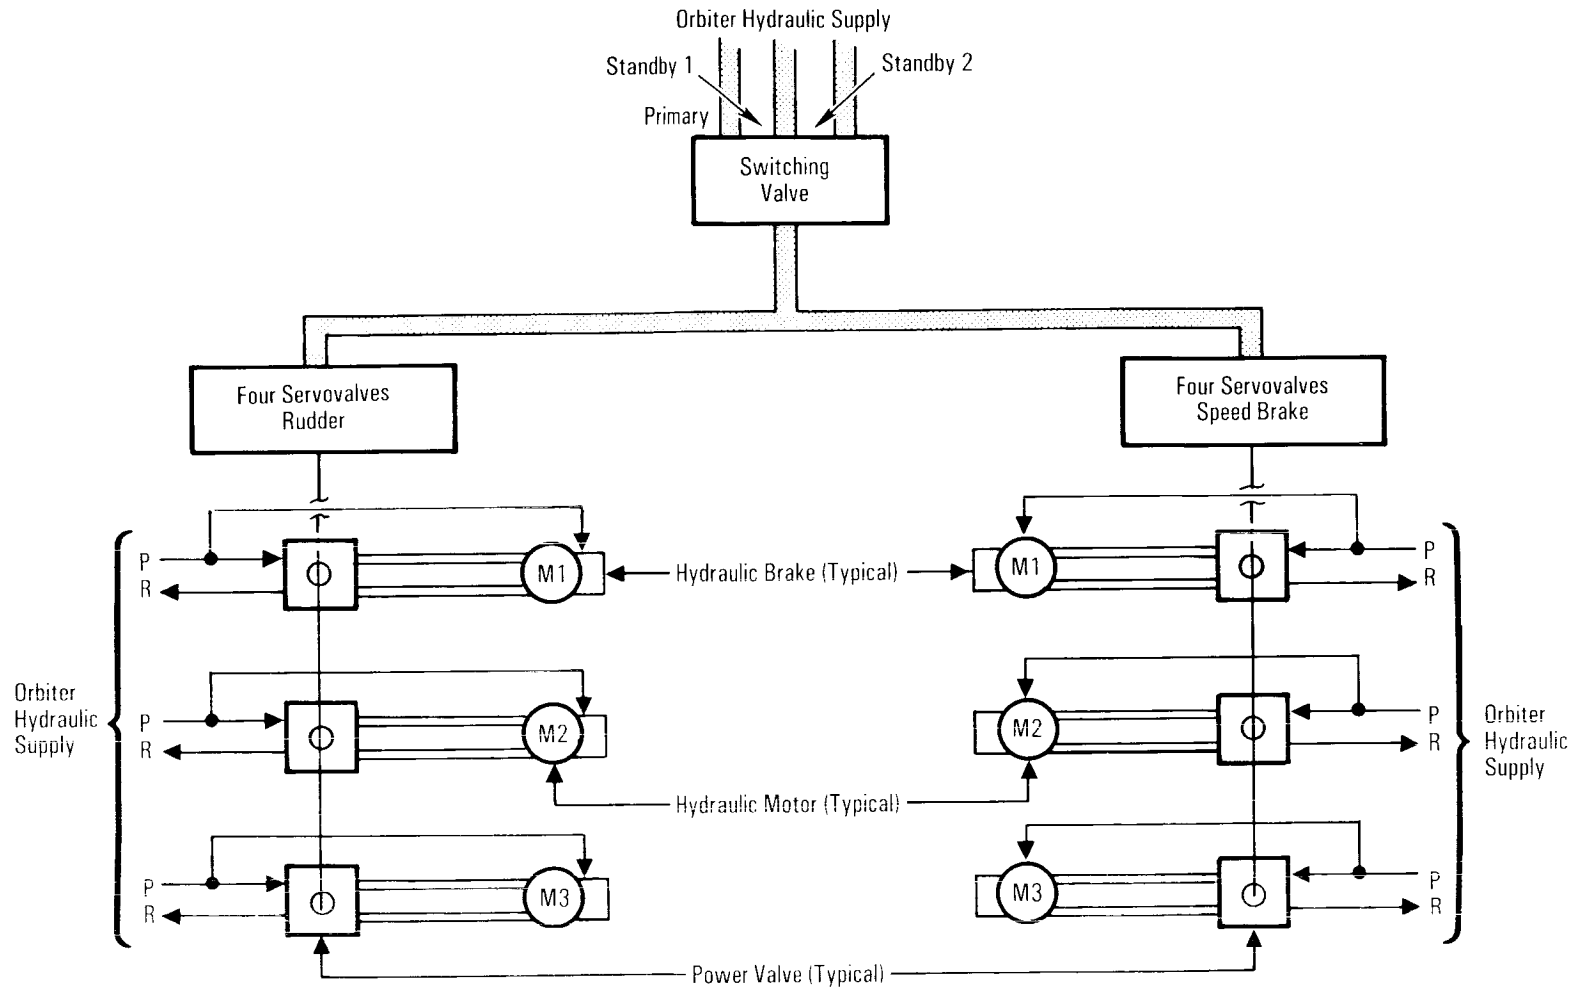 Orbiter Hydraulic Supply
Standby 1
Standby 2
Primary
Switching
Valve
Four Servovalves
Rudder
Four Servovalves
Speed Brake
P
R
M1
Hydraulic Brake (Typical)
M1
P
R
Orbiter
Hydraulic
Supply
P
R
M2
M2
P
R
Orbiter
Hydraulic
Supply
Hydraulic Motor (Typical)
P
R
M3
M3
P
R
Power Valve (Typical)